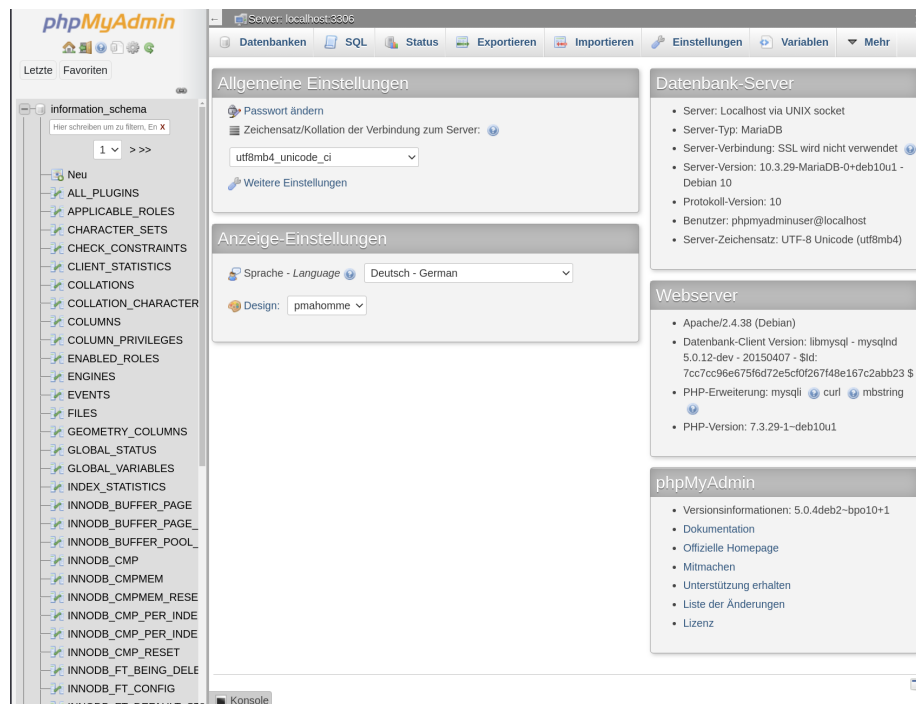 phpMyAdmin
Letzte Favoriten
information_schema
Hier schreiben um zu filtern, En X
1 > >>
Neu
ALL_PLUGINS
APPLICABLE_ROLES
CHARACTER_SETS
CHECK_CONSTRAINTS
CLIENT_STATISTICS
COLLATIONS
COLLATION_CHARACTER
COLUMNS
COLUMN_PRIVILEGES
ENABLED_ROLES
ENGINES
EVENTS
FILES
GEOMETRY_COLUMNS
GLOBAL_STATUS
GLOBAL_VARIABLES
INDEX_STATISTICS
INNODB_BUFFER_PAGE
INNODB_BUFFER_PAGE_
INNODB_BUFFER_POOL_
INNODB_CMP
INNODB_CMPMEM
INNODB_CMPMEM_RESE
INNODB_CMP_PER_INDE
INNODB_CMP_PER_INDE
INNODB_CMP_RESET
INNODB_FT_BEING_DELE
INNODB_FT_CONFIG
Server: localhost:3306
Datenbanken SQL Status Exportieren Importieren Einstellungen Variablen Mehr
Allgemeine Einstellungen
Passwort ändern
Zeichensatz/Kollation der Verbindung zum Server:
utf8mb4_unicode_ci
Weitere Einstellungen
Anzeige-Einstellungen
Sprache - Language Deutsch - German
Design: pmahomme
Datenbank-Server
Server: Localhost via UNIX socket
Server-Typ: MariaDB
Server-Verbindung: SSL wird nicht verwendet
Server-Version: 10.3.29-MariaDB-0+deb10u1 -
Debian 10
Protokoll-Version: 10
Benutzer: phpmyadminuser@localhost
Server-Zeichensatz: UTF-8 Unicode (utf8mb4)
Webserver
Apache/2.4.38 (Debian)
Datenbank-Client Version: libmysql - mysqlnd
5.0.12-dev - 20150407 - $Id:
7cc7cc96e675f6d72e5cf0f267f48e167c2abb23 $
PHP-Erweiterung: mysqli curl mbstring
PHP-Version: 7.3.29-1~deb10u1
phpMyAdmin
Versionsinformationen: 5.0.4deb2~bpo10+1
Dokumentation
Offizielle Homepage
Mitmachen
Unterstützung erhalten
Liste der Änderungen
Lizenz
Konsole